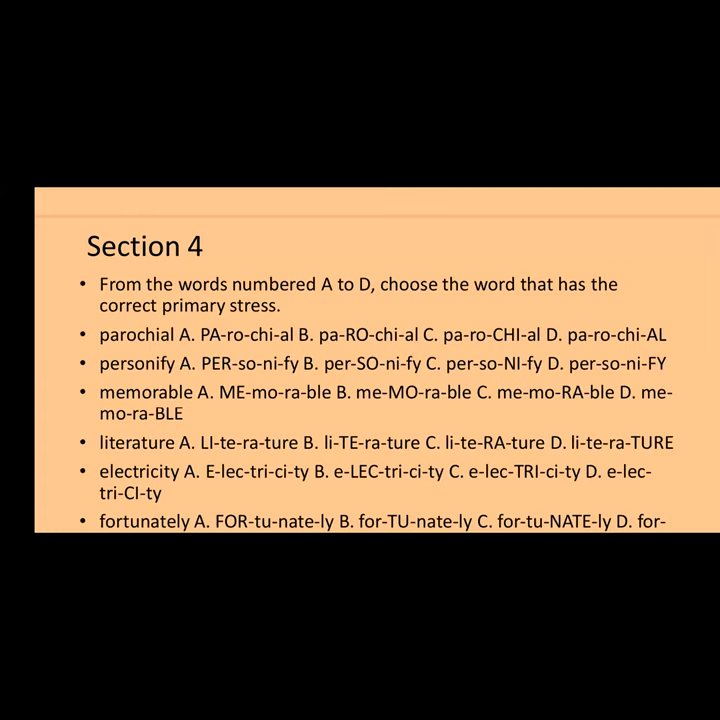 Section 4
• From the words numbered A to D, choose the word that has the
correct primary stress.
• parochial A. PA-ro-chi-al B. pa-RO-chi-al C. pa-ro-CHI-al D. pa-ro-chi-AL
• personify A. PER-so-ni-fy B. per-SO-ni-fy C. per-so-NI-fy D. per-so-ni-FY
• memorable A. ME-mo-ra-ble B. me-MO-ra-ble C. me-mo-RA-ble D. me-
mo-ra-BLE
• literature A. LI-te-ra-ture B. li-TE-ra-ture C. li-te-RA-ture D. li-te-ra-TURE
• electricity A. E-lec-tri-ci-ty B. e-LEC-tri-ci-ty C. e-lec-TRI-ci-ty D. e-lec-
tri-CI-ty
• fortunately A. FOR-tu-nate-ly B. for-TU-nate-ly C. for-tu-NATE-ly D. for-